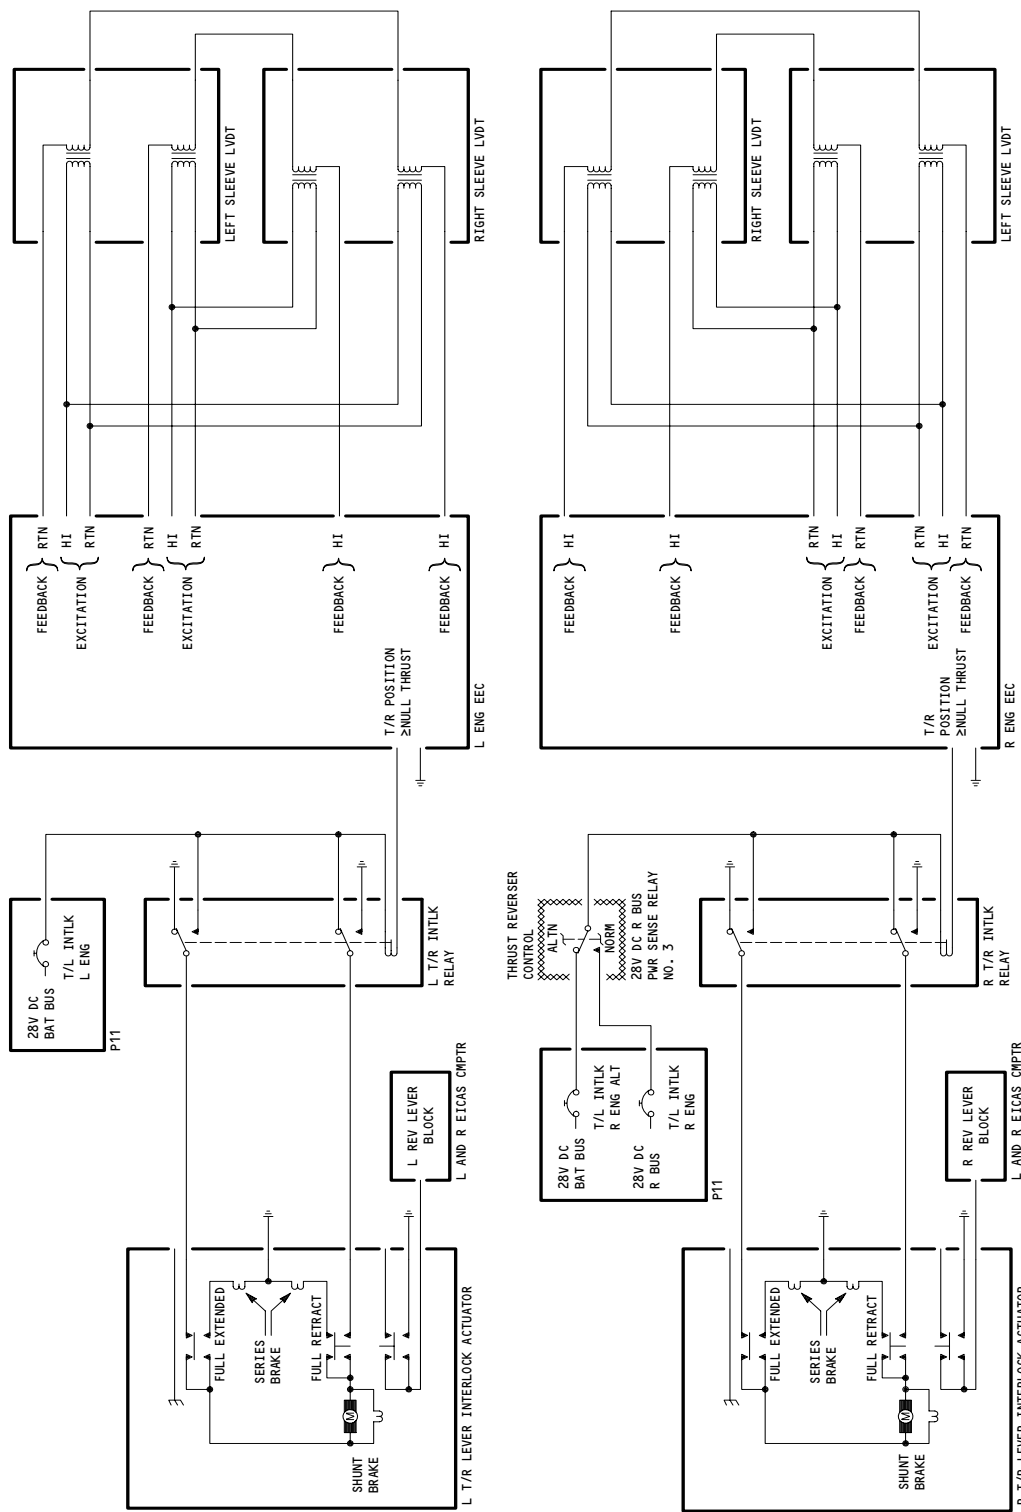 SHUNT
BRAKE
M
FULL EXTENDED
SERIES
BRAKE
FULL RETRACT
L T/R LEVER INTERLOCK ACTUATOR
L REV LEVER
BLOCK
L AND R EICAS CMPTR
28V DC
BAT BUS
T/L INTLK
L ENG
P11
L T/R INTLK
RELAY
FEEDBACK
RTN
HI
EXCITATION
RTN
FEEDBACK
RTN
HI
EXCITATION
RTN
FEEDBACK
HI
FEEDBACK
HI
T/R POSITION
≥NULL THRUST
L ENG EEC
LEFT SLEEVE LVDT
RIGHT SLEEVE LVDT
SHUNT
BRAKE
M
FULL EXTENDED
SERIES
BRAKE
FULL RETRACT
R T/R LEVER INTERLOCK ACTUATOR
R REV LEVER
BLOCK
L AND R EICAS CMPTR
28V DC
BAT BUS
T/L INTLK
R ENG ALT
28V DC
R BUS
T/L INTLK
R ENG
P11
THRUST REVERSER
CONTROL
ALTN
NORM
28V DC R BUS
PWR SENSE RELAY
NO. 3
R T/R INTLK
RELAY
FEEDBACK
HI
FEEDBACK
HI
RTN
EXCITATION
HI
FEEDBACK
RTN
RTN
EXCITATION
HI
FEEDBACK
RTN
T/R
POSITION
≥NULL THRUST
R ENG EEC
RIGHT SLEEVE LVDT
LEFT SLEEVE LVDT